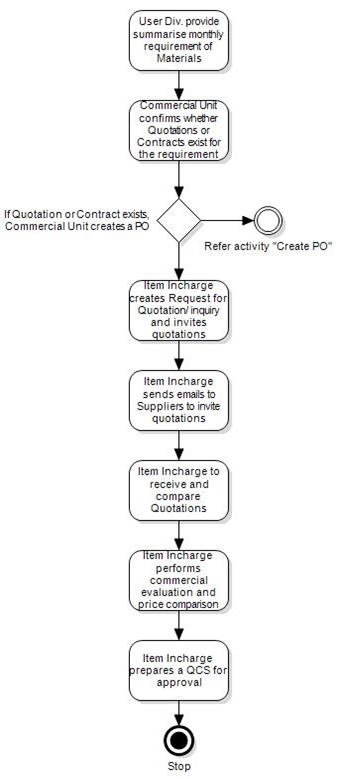 User Div. provide
summarise monthly
requirement of
Materials
Commercial Unit
confirms whether
Quotations or
Contracts exist for
the requirement
If Quotation or Contract exists,
Commercial Unit creates a PO
Refer activity "Create PO"
Item Incharge
creates Request for
Quotation/ inquiry
and invites
quotations
Item Incharge
sends emails to
Suppliers to invite
quotations
Item Incharge to
receive and
compare
Quotations
Item Incharge
performs
commercial
evaluation and
price comparison
Item Incharge
prepares a QCS for
approval
Stop